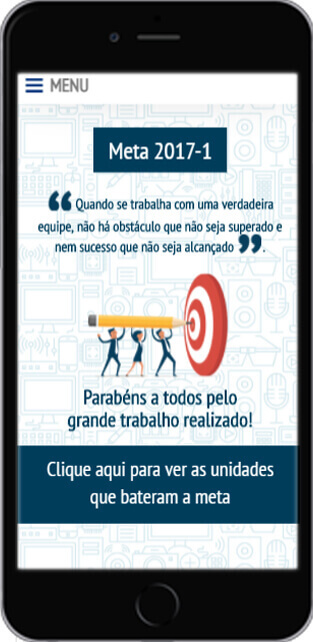 MENU
Meta 2017-1
“ Quando se trabalha com uma verdadeira
equipe, não há obstáculo que não seja superado e
nem sucesso que não seja alcançado ”.
Parabéns a todos pelo
grande trabalho realizado!
Clique aqui para ver as unidades
que bateram a meta